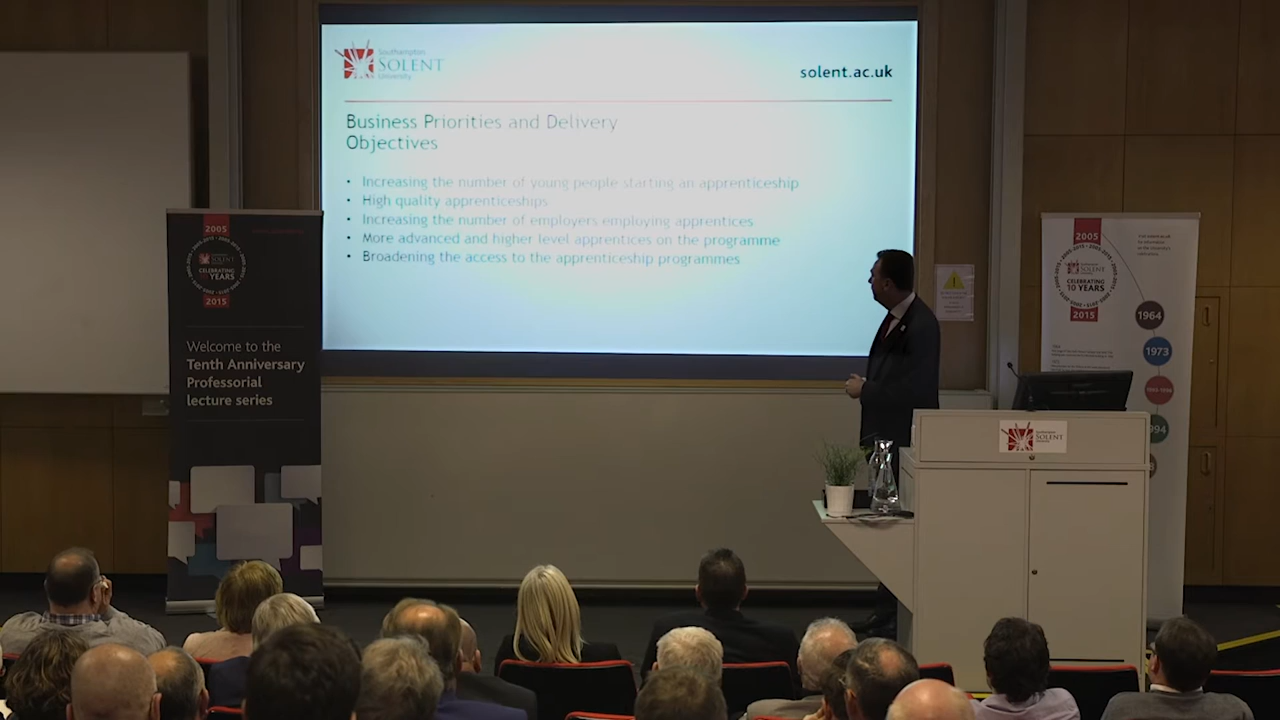 Southampton
SOLENT
University
solent.ac.uk
Business Priorities and Delivery
Objectives
• Increasing the number of young people starting an apprenticeship
• High quality apprenticeships
• Increasing the number of employers employing apprentices
• More advanced and higher level apprentices on the programme
• Broadening the access to the apprenticeship programmes
2005
SOLENT
CELEBRATING
10 YEARS
2015
Welcome to the
Tenth Anniversary
Professorial
lecture series
2005
SOLENT
CELEBRATING
10 YEARS
2015
1964
1973
994
SOLENT